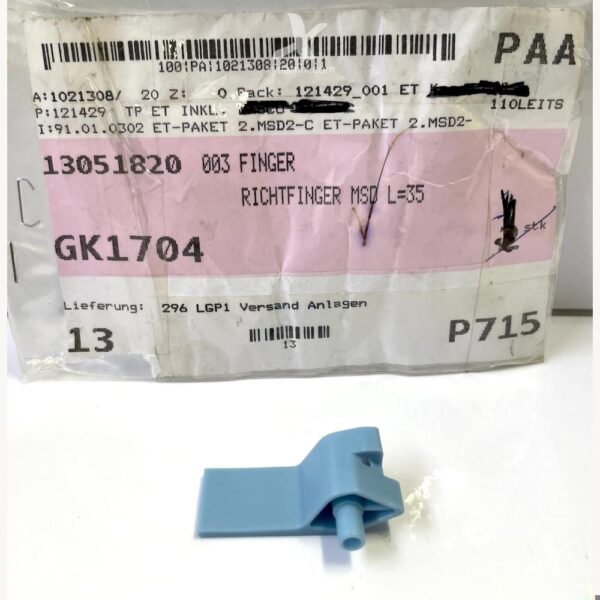 PAA
100|PA|1021308|20|0|1
A:1021308/ 20 Z: 0 Pack: 121429_001 ET
P:121429 TP ET INKL.
110LEITS
I:91.01.0302 ET-PAKET 2.MSD2-C ET-PAKET 2.MSD2-
13051820 003 FINGER
RICHTFINGER MSD L=35
stk
GK1704
Lieferung: 296 LGP1 Versand Anlagen
13
13
P715